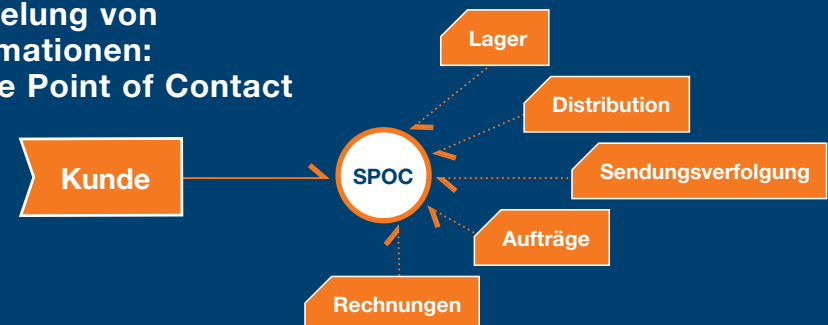 elung von
mationen:
e Point of Contact
Lager
Distribution
Kunde
SPOC
Sendungsverfolgung
Aufträge
Rechnungen